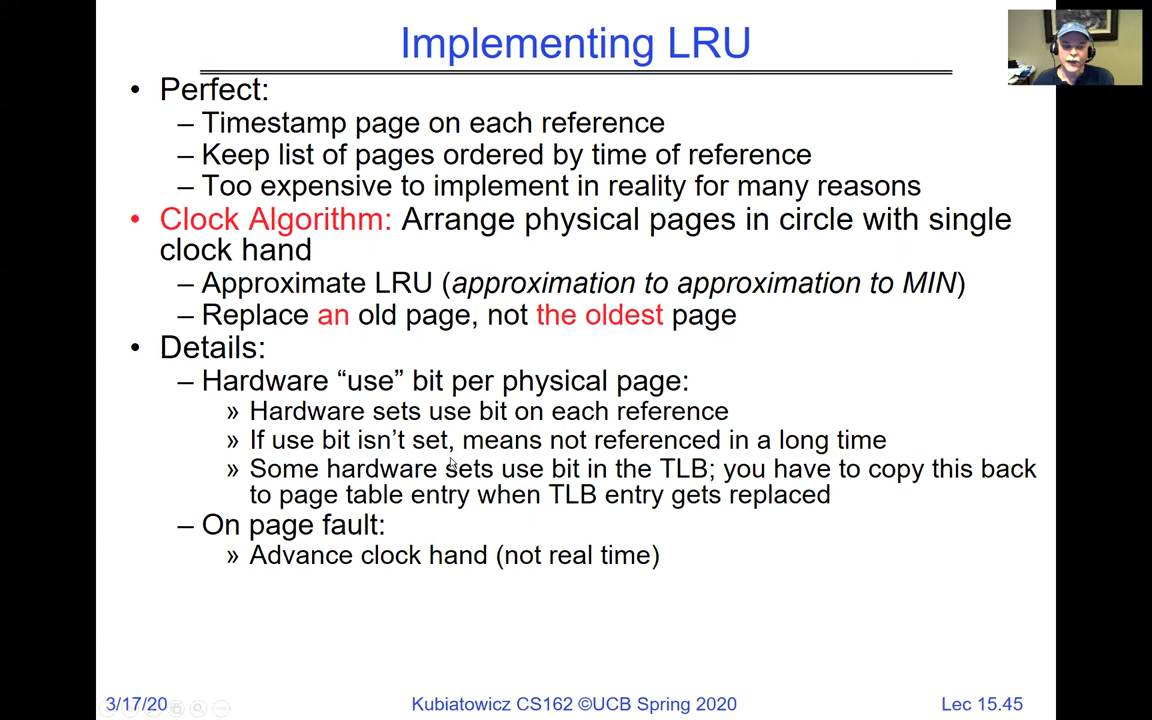 Implementing LRU
• Perfect:
– Timestamp page on each reference
– Keep list of pages ordered by time of reference
– Too expensive to implement in reality for many reasons
• Clock Algorithm: Arrange physical pages in circle with single
clock hand
– Approximate LRU (approximation to approximation to MIN)
– Replace an old page, not the oldest page
• Details:
– Hardware “use” bit per physical page:
» Hardware sets use bit on each reference
» If use bit isn’t set, means not referenced in a long time
» Some hardware sets use bit in the TLB; you have to copy this back
to page table entry when TLB entry gets replaced
– On page fault:
» Advance clock hand (not real time)
3/17/20
Kubiatowicz CS162 ©UCB Spring 2020
Lec 15.45